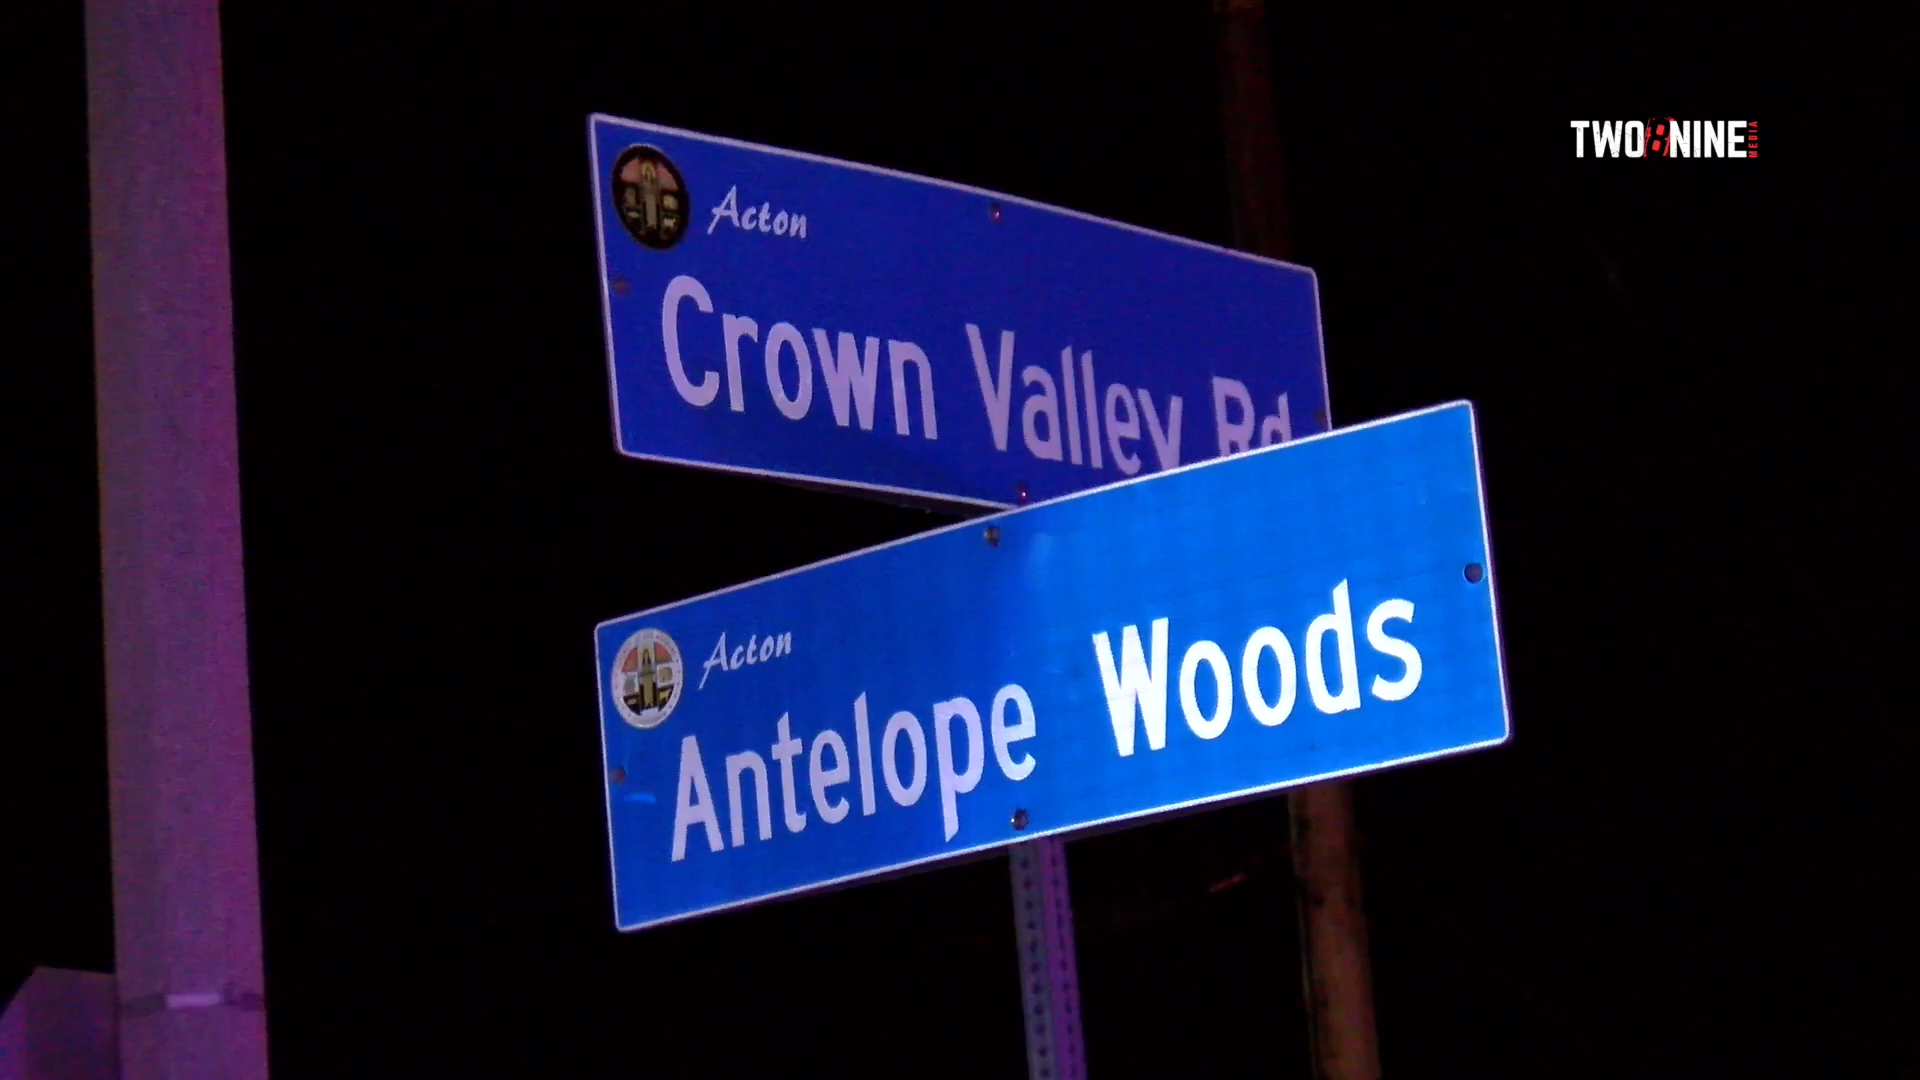 TWO8NINE MEDIA
Acton
Crown Valley Rd
Acton
Antelope Woods